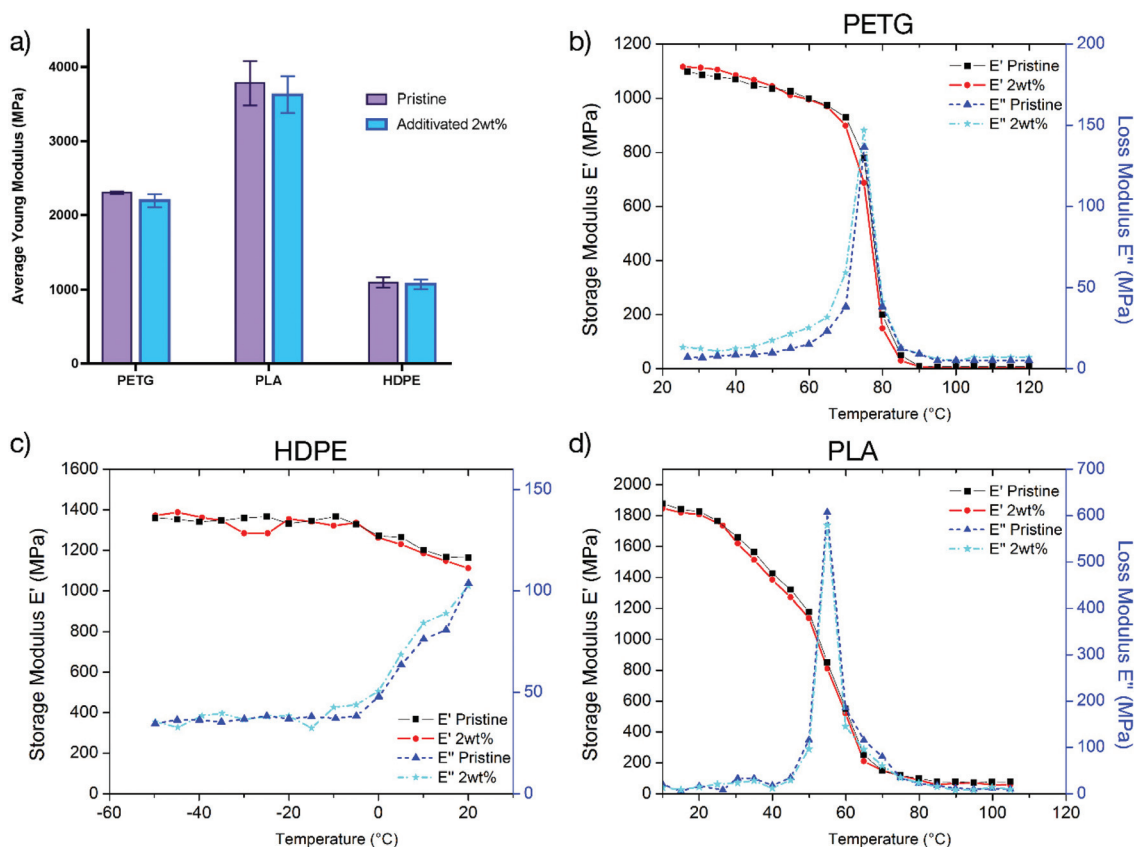 a)
Average Young Modulus (MPa)
4000
3000
2000
1000
0
Pristine
Additivated 2wt%
PETG PLA HDPE
b)
PETG
Storage Modulus E' (MPa)
1200
1000
800
600
400
200
0
E' Pristine
E' 2wt%
E" Pristine
E" 2wt%
200
150
100
50
0
Loss Modulus E" (MPa)
20 40 60 80 100 120
Temperature (°C)
c)
HDPE
Storage Modulus E' (MPa)
1600
1400
1200
1000
800
600
400
200
0
E' Pristine
E' 2wt%
E" Pristine
E" 2wt%
150
100
50
0
-60 -40 -20 0 20
Temperature (°C)
d)
PLA
Storage Modulus E' (MPa)
2000
1800
1600
1400
1200
1000
800
600
400
200
0
E' Pristine
E' 2wt%
E" Pristine
E" 2wt%
700
600
500
400
300
200
100
0
Loss Modulus E" (MPa)
20 40 60 80 100 120
Temperature (°C)